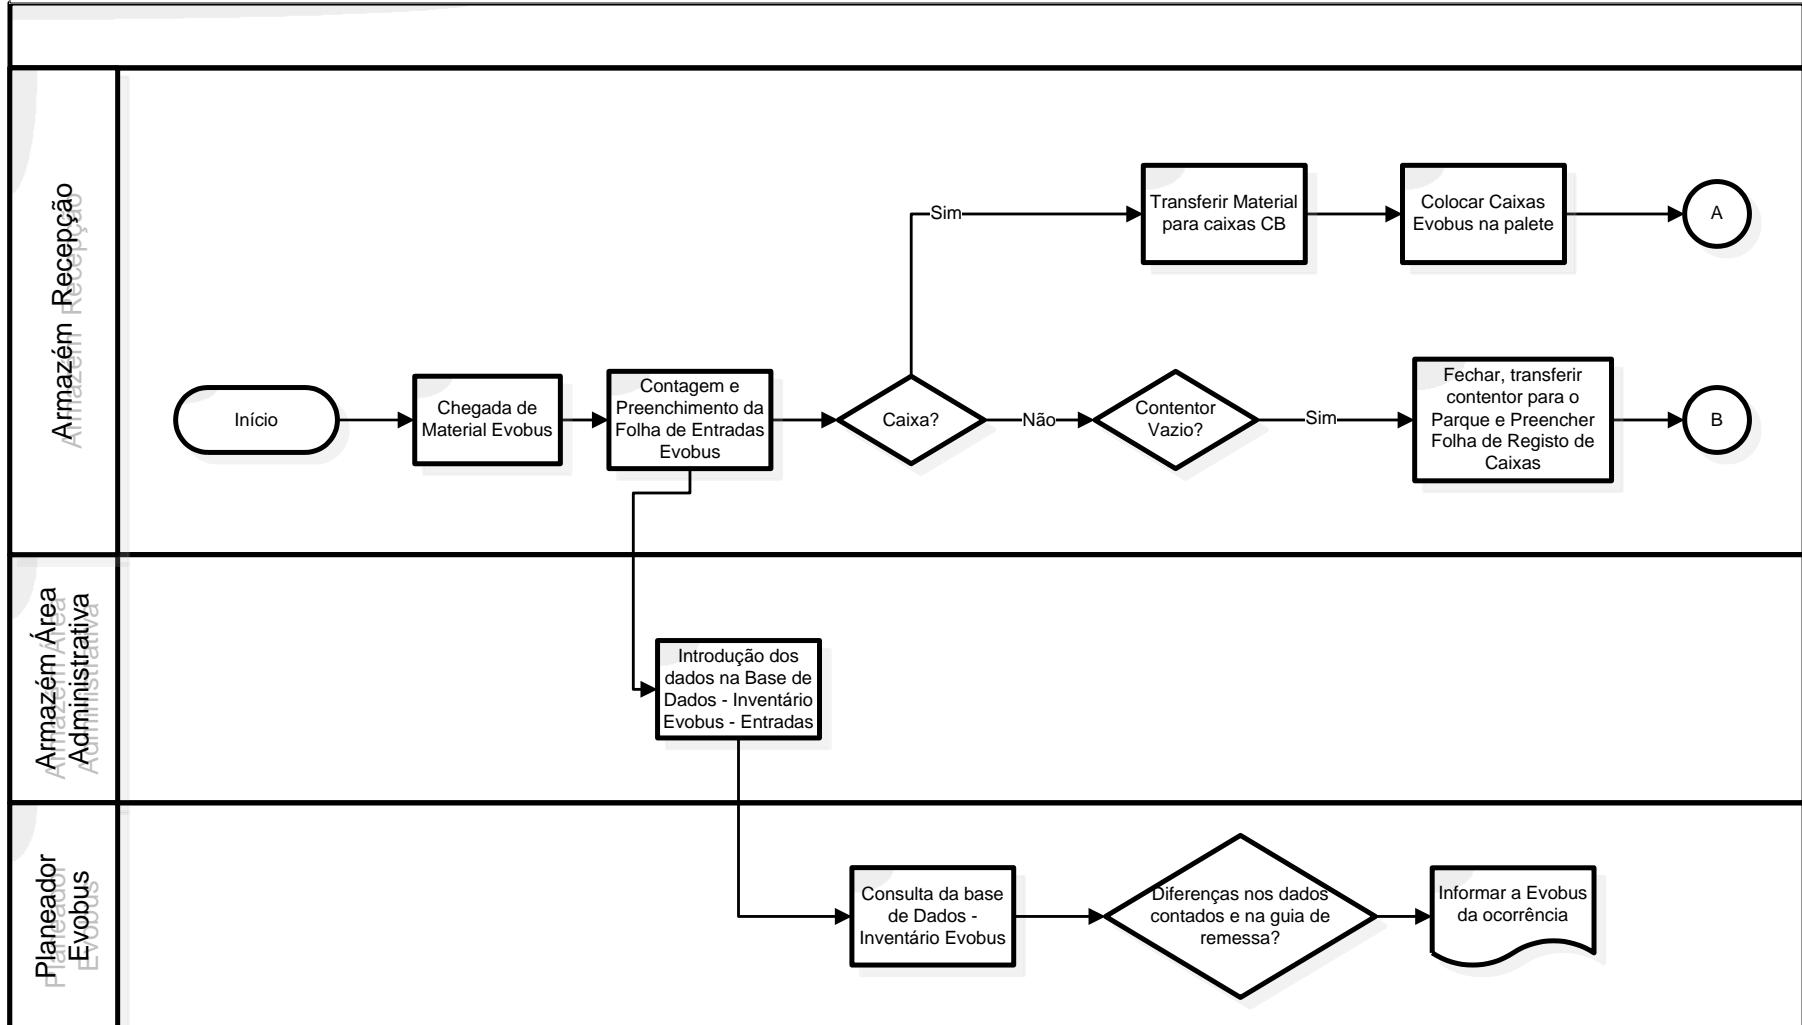 Armazém Recepção
Início
Chegada de
Material Evobus
Contagem e
Preenchimento da
Folha de Entradas
Evobus
Caixa?
Sim
Transferir Material
para caixas CB
Colocar Caixas
Evobus na palete
A
Não
Contentor
Vazio?
Sim
Fechar, transferir
contentor para o
Parque e Preencher
Folha de Registo de
Caixas
B
Armazém Área
Administrativa
Introdução dos
dados na Base de
Dados - Inventário
Evobus - Entradas
Planeador
Evobus
Consulta da base
de Dados -
Inventário Evobus
Diferenças nos dados
contados e na guia de
remessa?
Informar a Evobus
da ocorrência